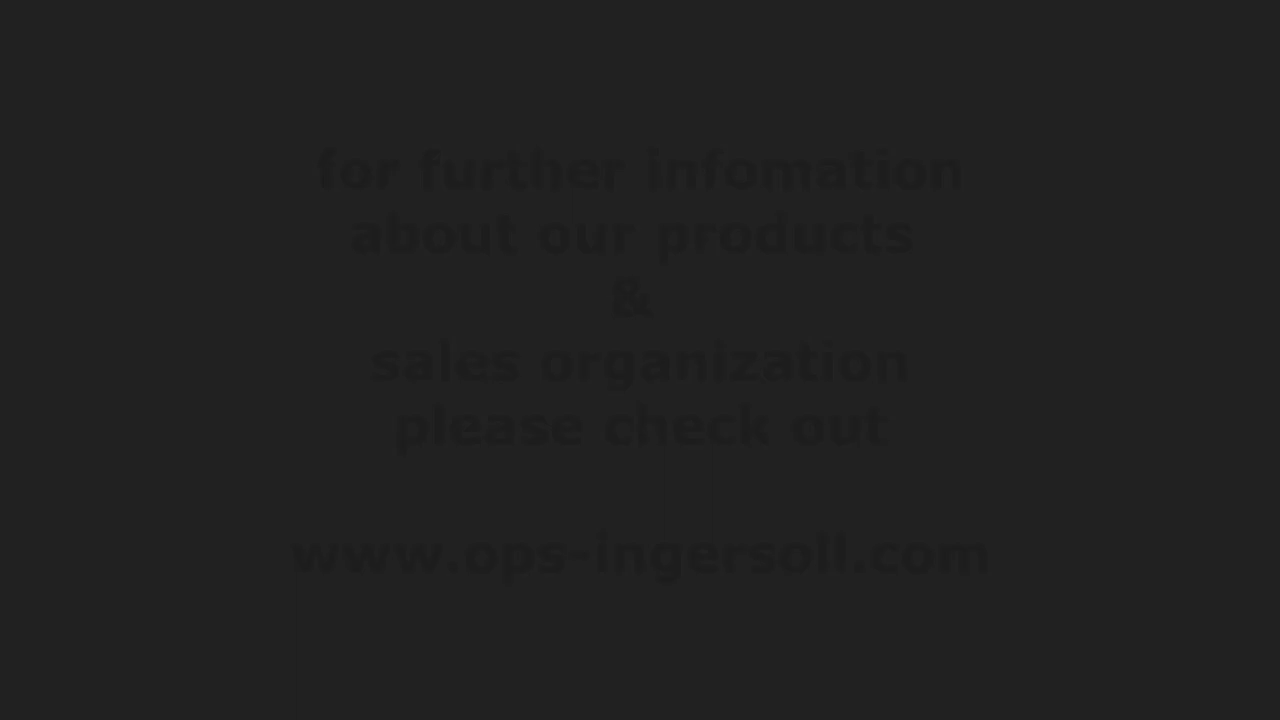 for further infomation
about our products
&
sales organization
please check out
www.ops-ingersoll.com